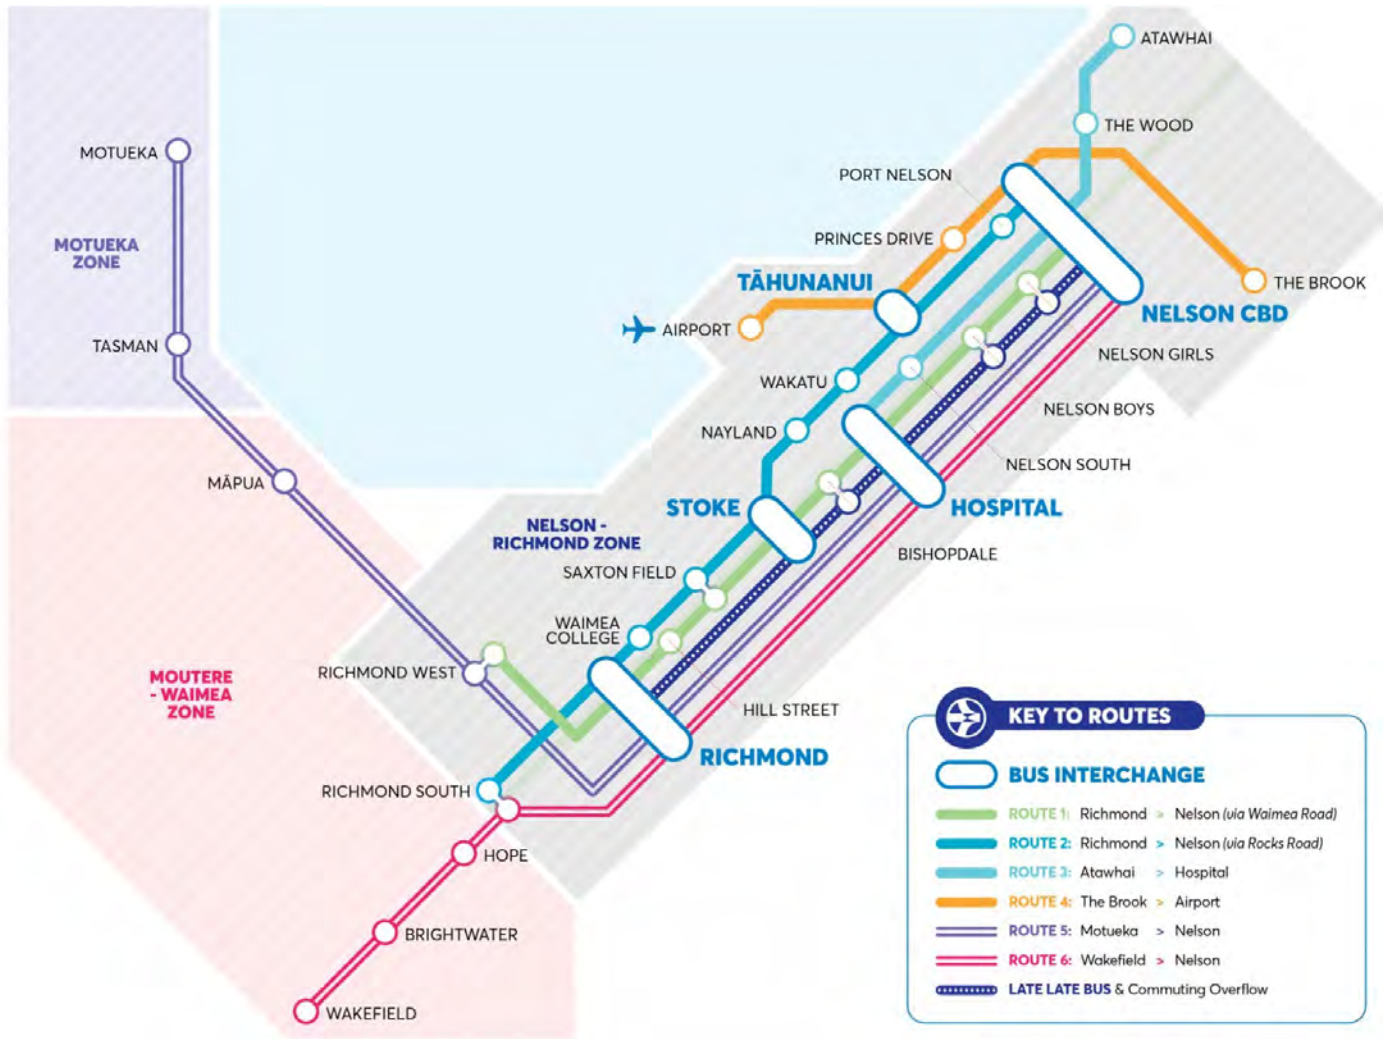 ATAWHAI
THE WOOD
MOTUEKA
PORT NELSON
MOTUEKA
ZONE
PRINCES DRIVE
TĀHUNANUI
THE BROOK
NELSON CBD
AIRPORT
TASMAN
NELSON GIRLS
WAKATU
NELSON BOYS
NAYLAND
NELSON SOUTH
MĀPUA
STOKE
HOSPITAL
NELSON -
RICHMOND ZONE
BISHOPDALE
SAXTON FIELD
WAIMEA
COLLEGE
RICHMOND WEST
MOUTERE
- WAIMEA
ZONE
HILL STREET
RICHMOND
RICHMOND SOUTH
HOPE
BRIGHTWATER
WAKEFIELD
KEY TO ROUTES
BUS INTERCHANGE
ROUTE 1: Richmond > Nelson (via Waimea Road)
ROUTE 2: Richmond > Nelson (via Rocks Road)
ROUTE 3: Atawhai > Hospital
ROUTE 4: The Brook > Airport
ROUTE 5: Motueka > Nelson
ROUTE 6: Wakefield > Nelson
LATE LATE BUS & Commuting Overflow